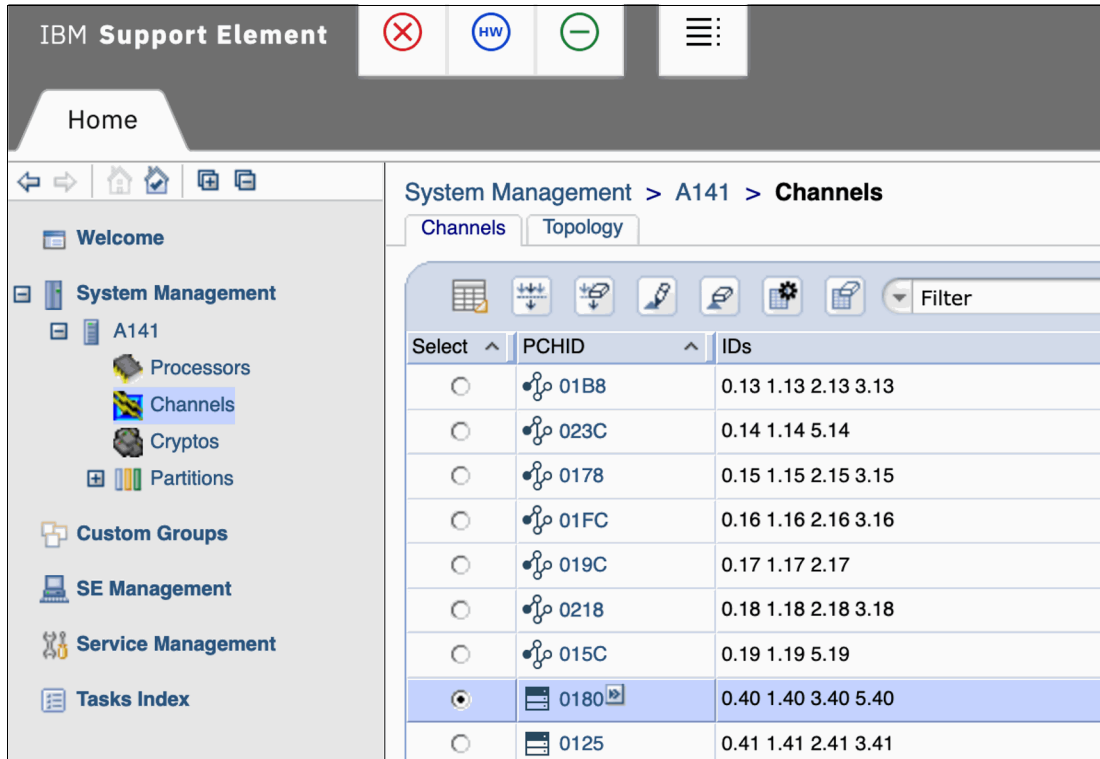 IBM Support Element
HW
Home
System Management > A141 > Channels
Channels Topology
Welcome
System Management
A141
Processors
Channels
Cryptos
Partitions
Custom Groups
SE Management
Service Management
Tasks Index
Filter
Select PCHID IDs
01B8 0.13 1.13 2.13 3.13
023C 0.14 1.14 5.14
0178 0.15 1.15 2.15 3.15
01FC 0.16 1.16 2.16 3.16
019C 0.17 1.17 2.17
0218 0.18 1.18 2.18 3.18
015C 0.19 1.19 5.19
0180 0.40 1.40 3.40 5.40
0125 0.41 1.41 2.41 3.41